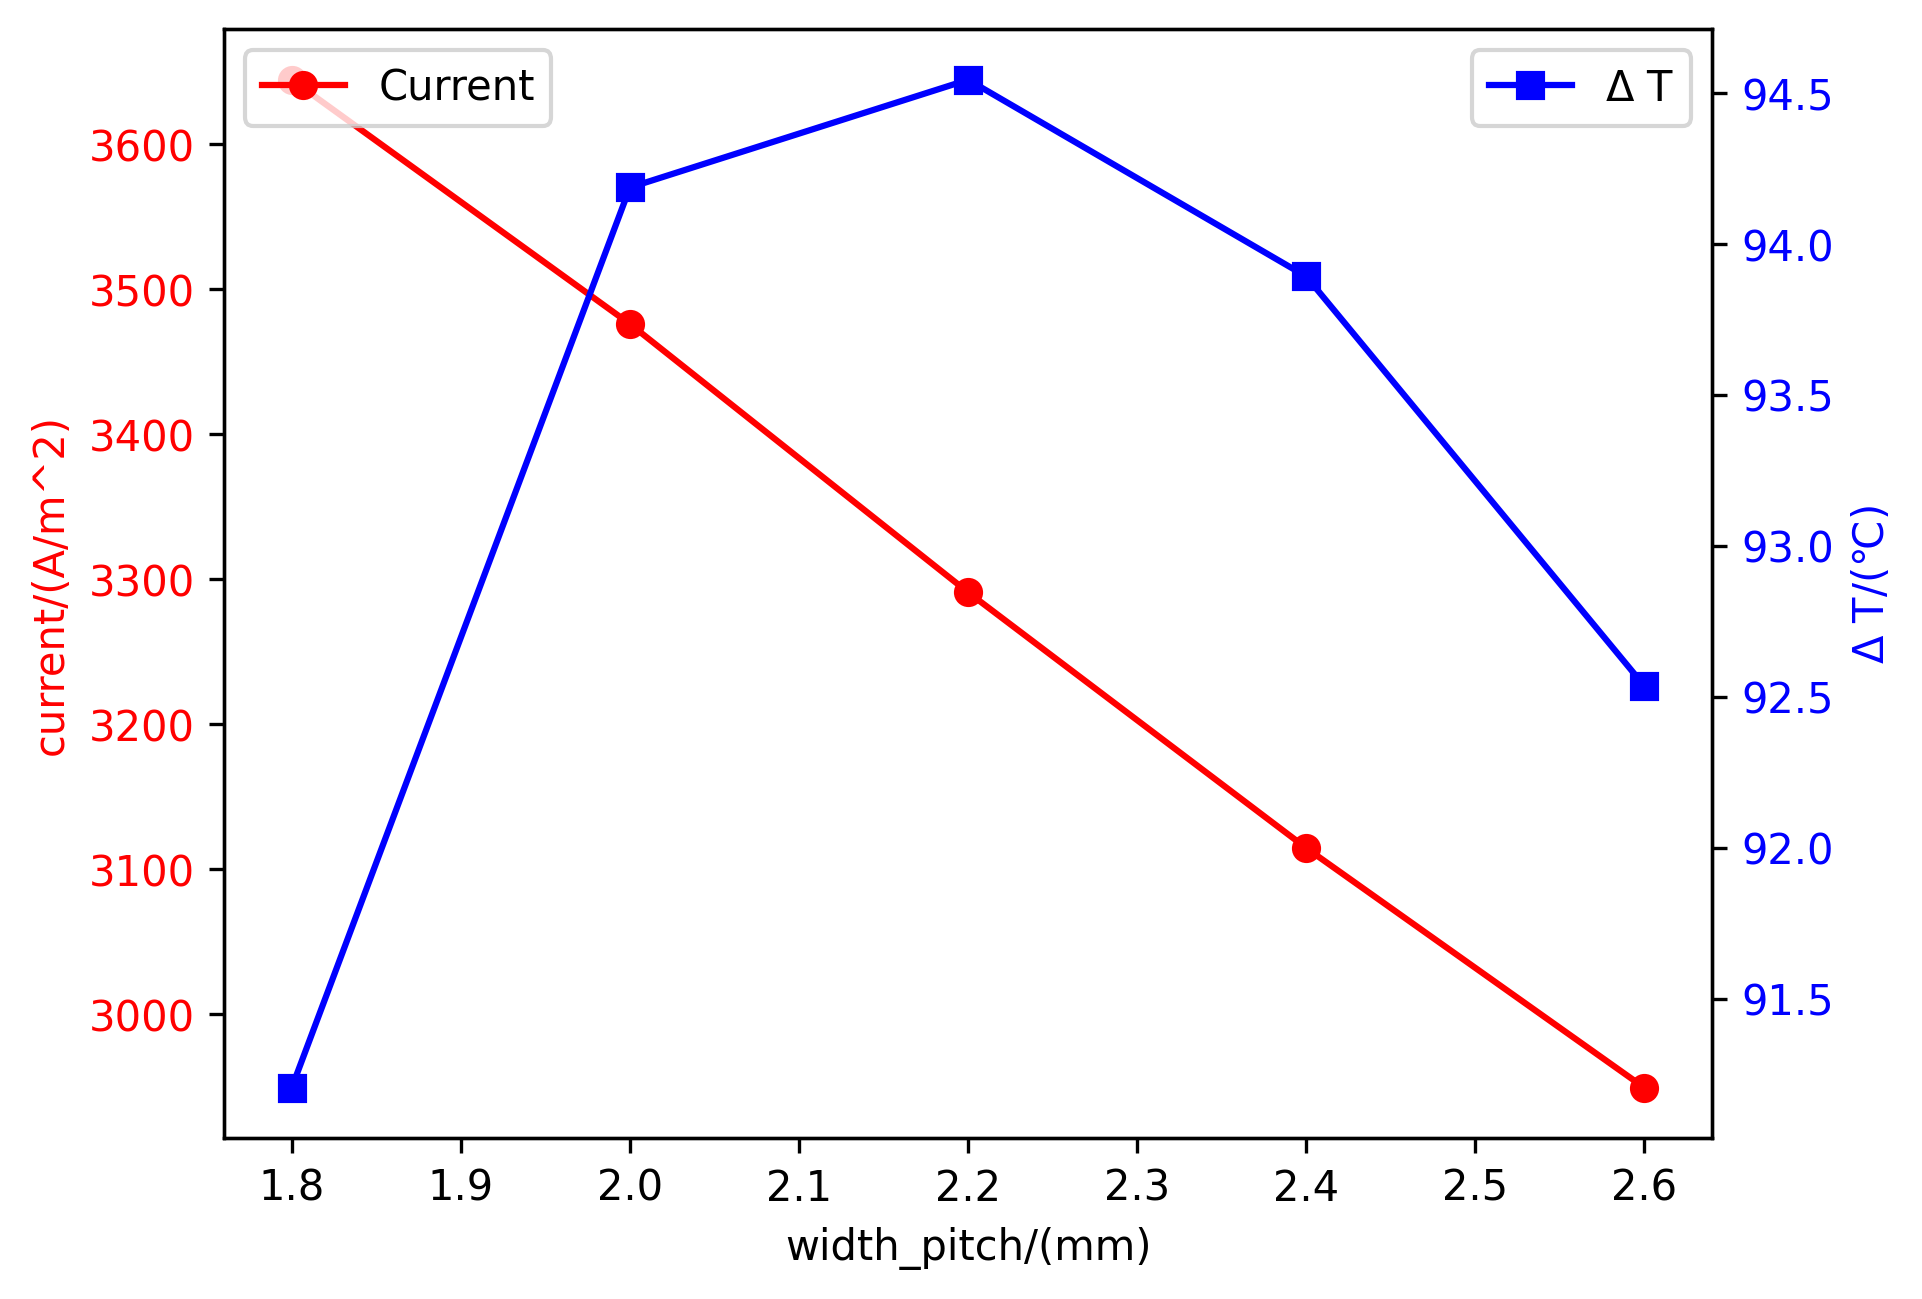 Current
Δ T
3600
3500
3400
3300
3200
3100
3000
current/(A/m^2)
94.5
94.0
93.5
93.0
92.5
92.0
91.5
Δ T/(℃)
1.8 1.9 2.0 2.1 2.2 2.3 2.4 2.5 2.6
width_pitch/(mm)